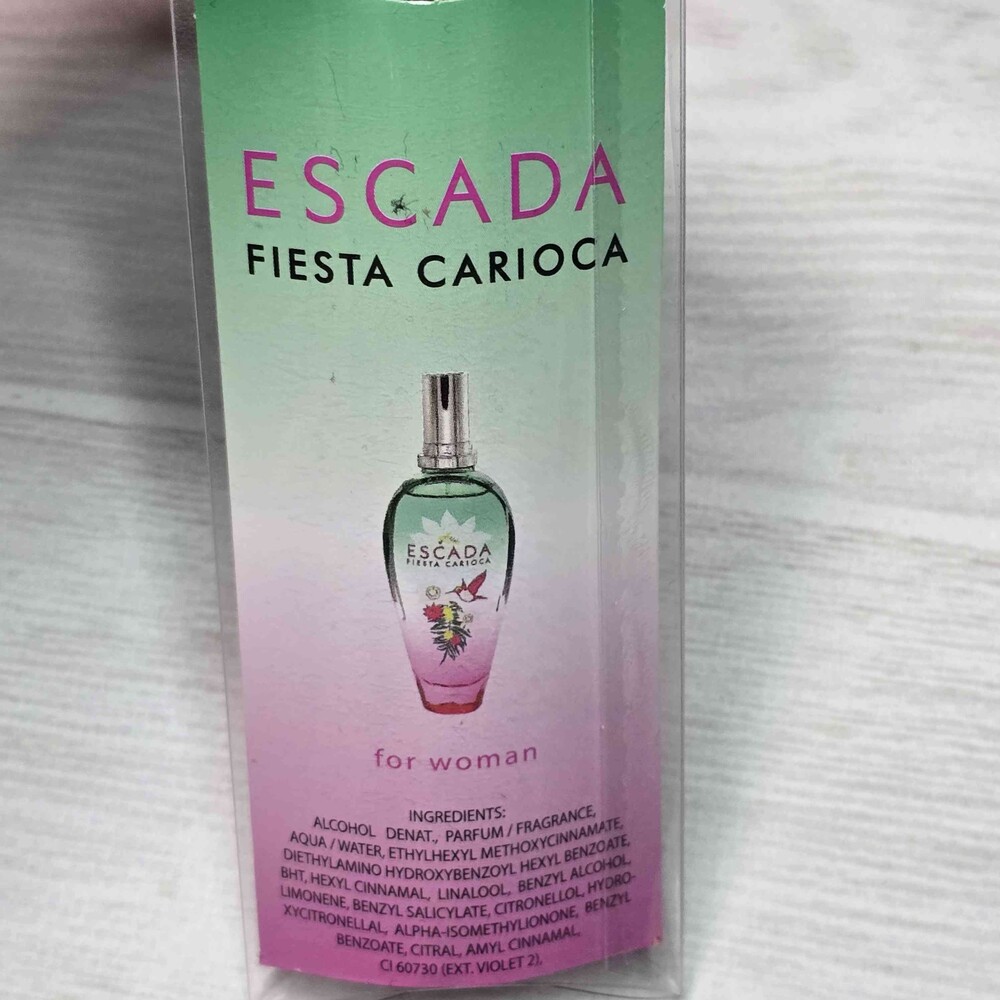 ESCADA
FIESTA CARIOCA
ESCADA
FIESTA CARIOCA
for woman
INGREDIENTS:
ALCOHOL DENAT., PARFUM / FRAGRANCE,
AQUA / WATER, ETHYLHEXYL METHOXYCINNAMATE,
DIETHYLAMINO HYDROXYBENZOYL HEXYL BENZOATE,
BHT, HEXYL CINNAMAL, LINALOOL, BENZYL ALCOHOL,
LIMONENE, BENZYL SALICYLATE, CITRONELLOL, HYDRO-
XYCITRONELLAL, ALPHA-ISOMETHYLIONONE, BENZYL
BENZOATE, CITRAL, AMYL CINNAMAL,
CI 60730 (EXT. VIOLET 2),